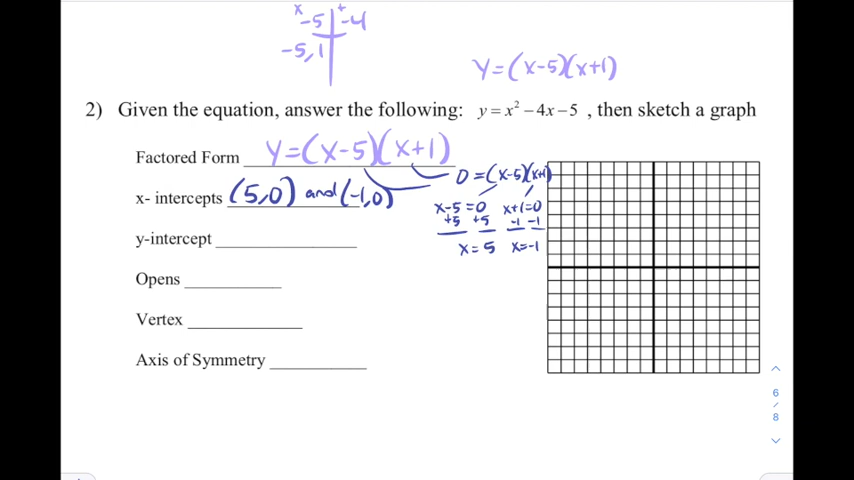 x +
-5 -4
-5, 1
y=(x-5)(x+1)
2) Given the equation, answer the following: y = x² – 4x – 5 , then sketch a graph
Factored Form y=(x-5)(x+1)
0 =(x-5)(x+1)
x- intercepts (5,0) and (-1,0)
x-5=0 x+1=0
+5 +5 -1 -1
x=5 x=-1
y-intercept
Opens
Vertex
Axis of Symmetry
6
/
8